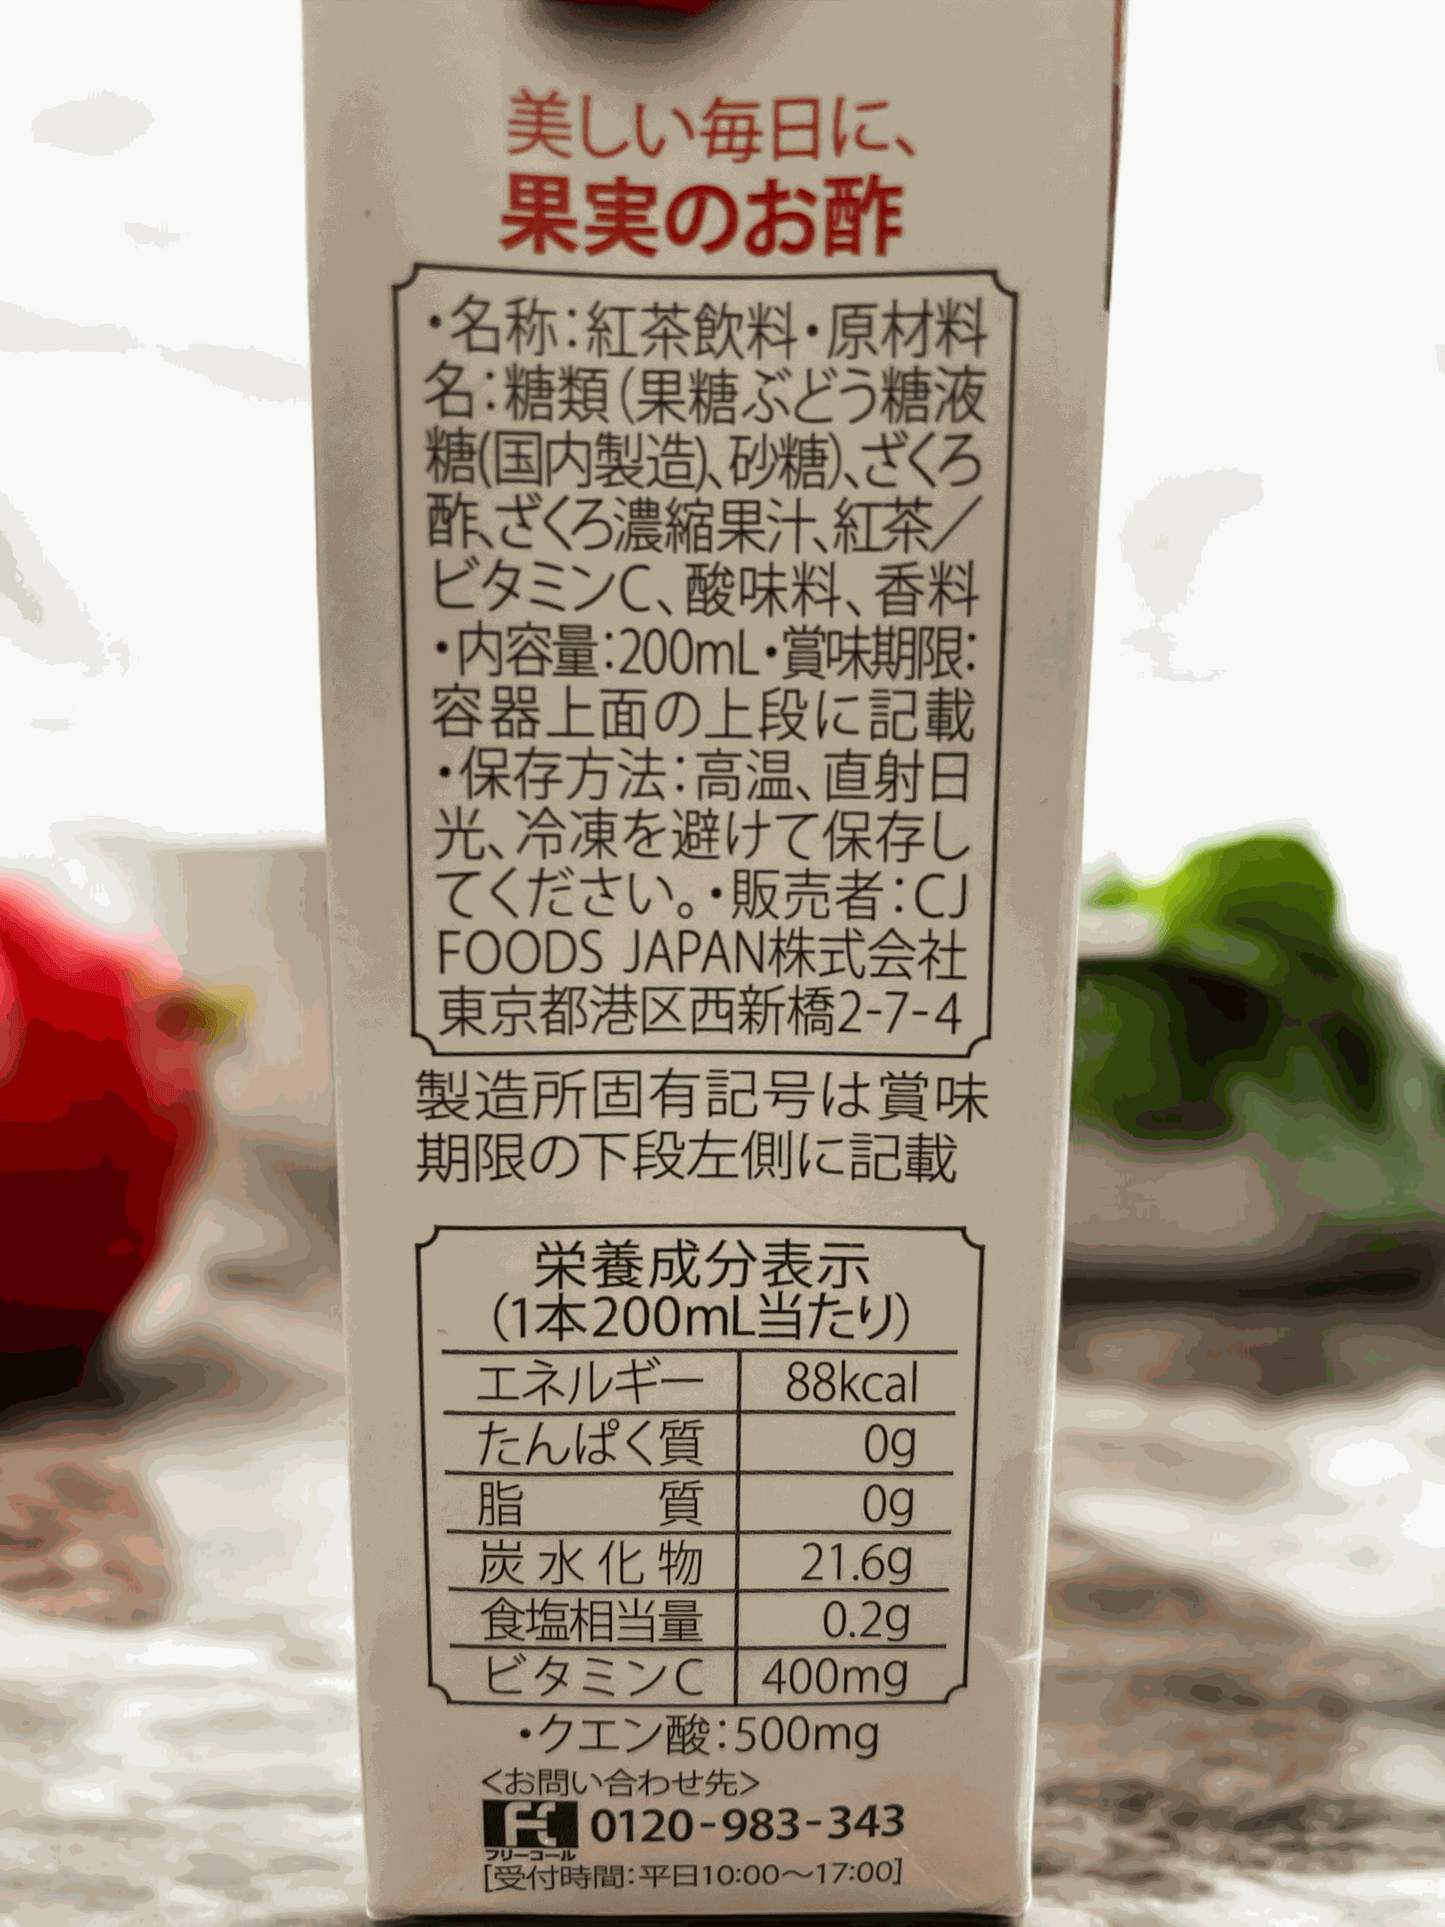 美しい毎日に、
果実のお酢
・名称：紅茶飲料・原材料
名：糖類（果糖ぶどう糖液
糖(国内製造)、砂糖）、ざくろ
酢、ざくろ濃縮果汁、紅茶／
ビタミンC、酸味料、香料
・内容量：200mL・賞味期限：
容器上面の上段に記載
・保存方法：高温、直射日
光、冷凍を避けて保存し
てください。・販売者：CJ
FOODS JAPAN株式会社
東京都港区西新橋2-7-4
製造所固有記号は賞味
期限の下段左側に記載
栄養成分表示
（1本200mL当たり）
エネルギー 88kcal
たんぱく質 0g
脂質 0g
炭水化物 21.6g
食塩相当量 0.2g
ビタミンC 400mg
・クエン酸：500mg
＜お問い合わせ先＞
0120-983-343
フリーコール
［受付時間：平日10:00～17:00］